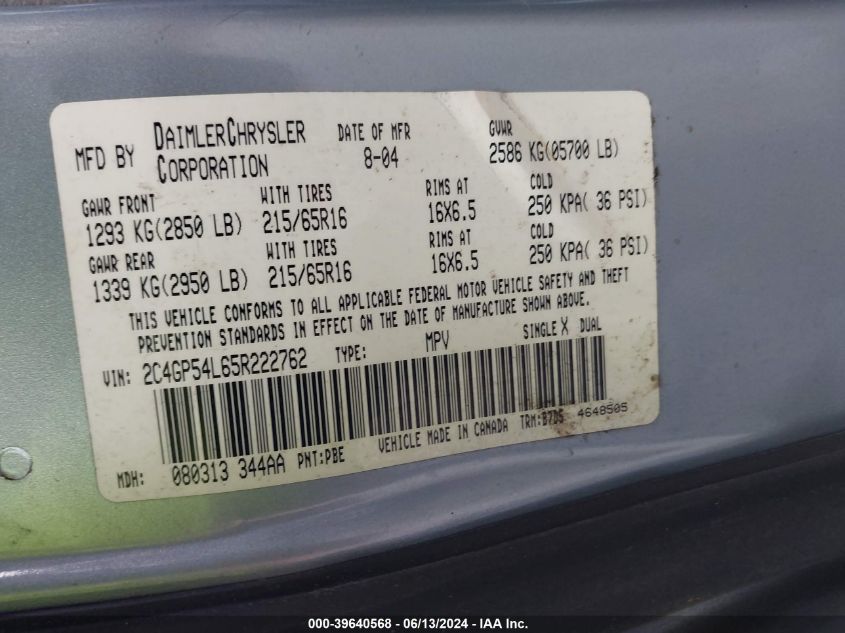 MFD BY DAIMLERCHRYSLER CORPORATION DATE OF MFR 8-04 GVWR 2586 KG(05700 LB)
GAWR FRONT WITH TIRES RIMS AT COLD
1293 KG(2850 LB) 215/65R16 16X6.5 250 KPA( 36 PSI)
GAWR REAR WITH TIRES RIMS AT COLD
1339 KG(2950 LB) 215/65R16 16X6.5 250 KPA( 36 PSI)
THIS VEHICLE CONFORMS TO ALL APPLICABLE FEDERAL MOTOR VEHICLE SAFETY AND THEFT
PREVENTION STANDARDS IN EFFECT ON THE DATE OF MANUFACTURE SHOWN ABOVE.
VIN: 2C4GP54L65R222762 TYPE: MPV SINGLE X DUAL
MDH: 080313 344AA PNT:PBE VEHICLE MADE IN CANADA TRM:B7D5 4648505
000-39640568 - 06/13/2024 - IAA Inc.